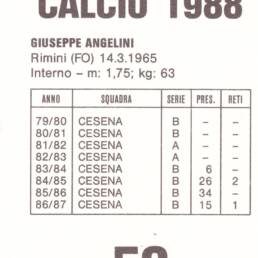 CALCIO 1988
GIUSEPPE ANGELINI
Rimini (FO) 14.3.1965
Interno – m: 1,75; kg: 63
ANNO SQUADRA SERIE PRES. RETI
79/80 CESENA B – –
80/81 CESENA B – –
81/82 CESENA A – –
82/83 CESENA A – –
83/84 CESENA B 6 –
84/85 CESENA B 26 2
85/86 CESENA B 34 –
86/87 CESENA B 15 1